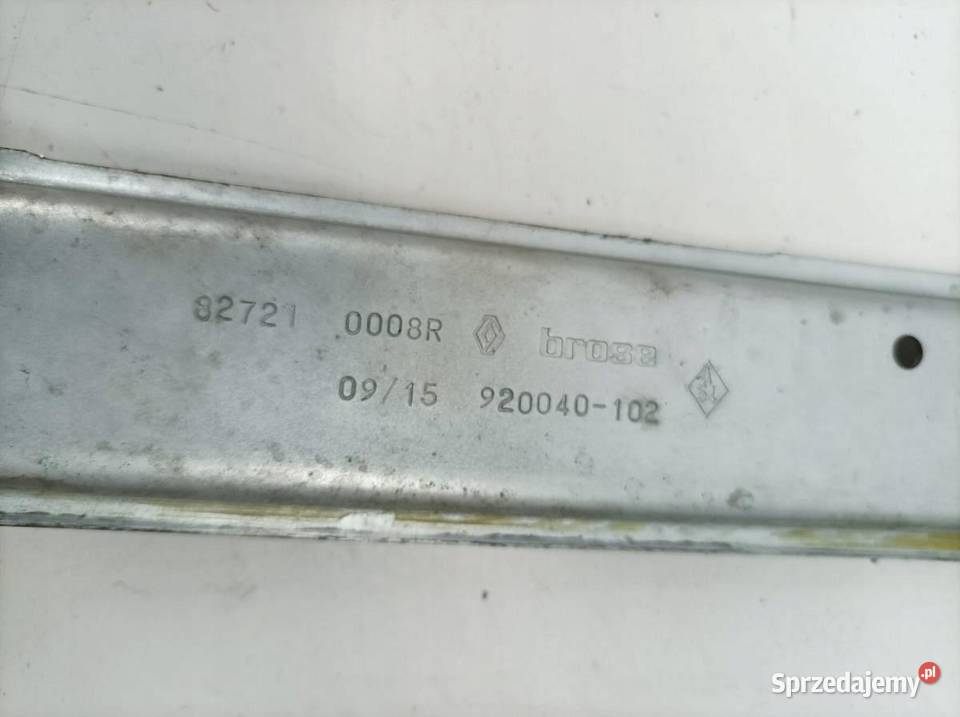 82721 0008R brose
09/15 920040-102
Sprzedajemy.pl